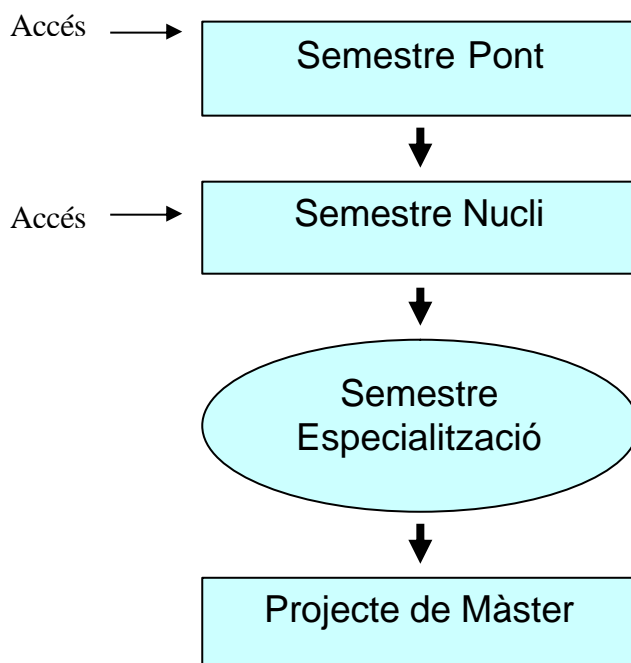 Accés
Semestre Pont
Accés
Semestre Nucli
Semestre
Especialització
Projecte de Màster